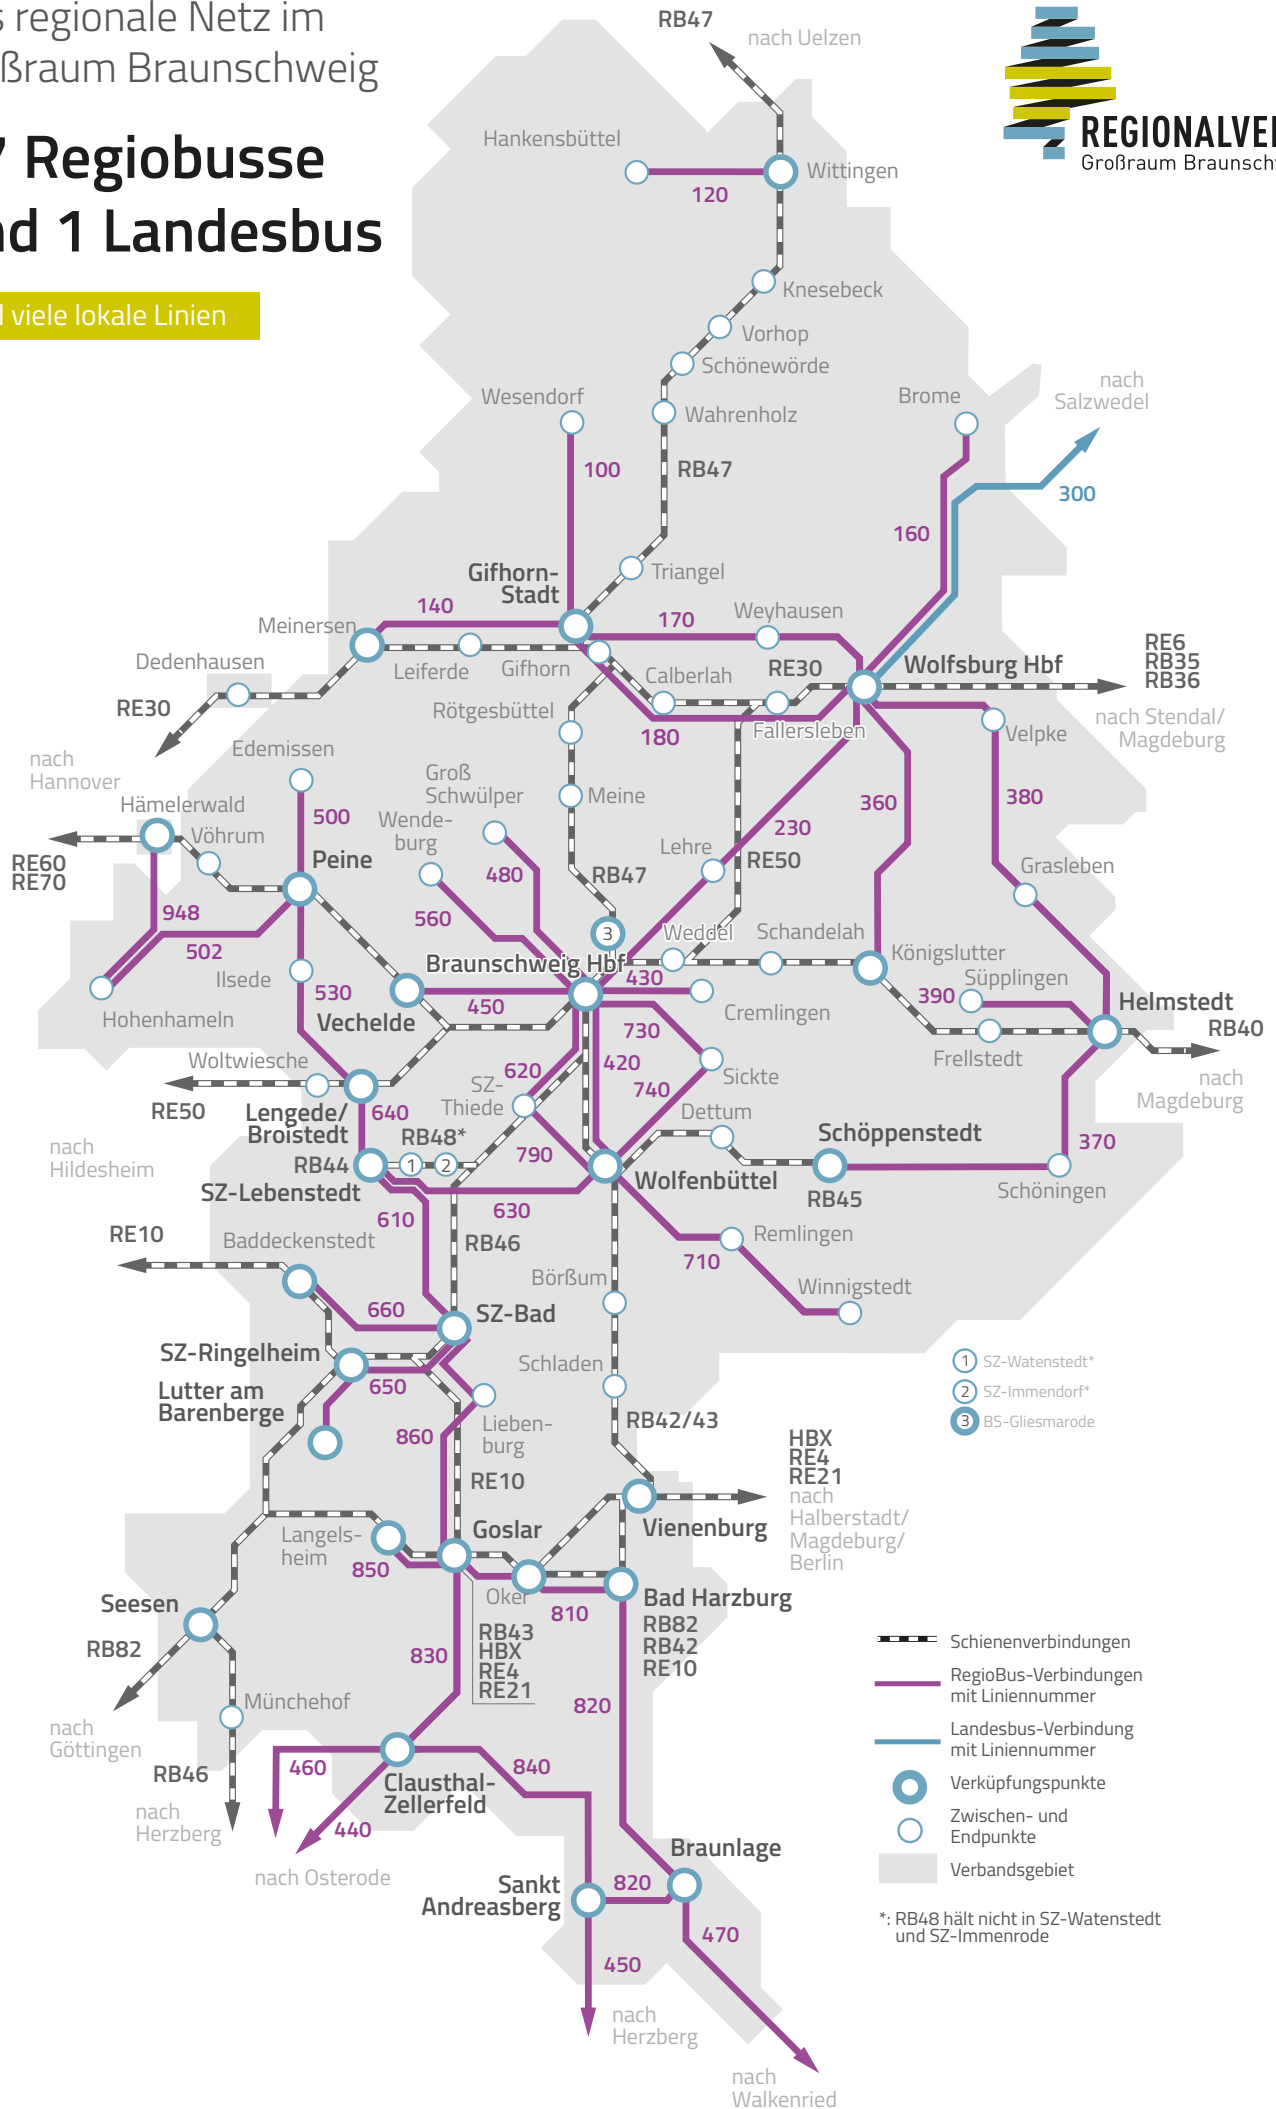 s regionale Netz im
ßraum Braunschweig
7 Regiobusse
nd 1 Landesbus
d viele lokale Linien
REGIONALVE
Großraum Braunschw
RB47
nach Uelzen
Hankensbüttel
Wittingen
120
Knesebeck
Vorhop
Schönewörde
Wahrenholz
RB47
Wesendorf
100
Brome
nach
Salzwedel
300
160
Triangel
Gifhorn-
Stadt
140
170
Weyhausen
Meinersen
Leiferde
Gifhorn
Calberlah
RE30
Wolfsburg Hbf
RE6
RB35
RB36
Dedenhausen
RE30
Rötgesbüttel
180
Fallersleben
Velpke
nach Stendal/
Magdeburg
nach
Hannover
Edemissen
Groß
Schwülper
Meine
360
380
Hämelerwald
Vöhrum
500
Wende-
burg
230
Lehre
RE50
RE60
RE70
Peine
480
RB47
Grasleben
948
502
560
3
Weddel
Schandelah
Königslutter
Süpplingen
Braunschweig Hbf
430
390
Ilsede
530
450
Cremlingen
Helmstedt
Hohenhameln
Vechelde
730
RB40
Woltwiesche
620
420
Frellstedt
RE50
SZ-
Thiede
740
Sickte
nach
Magdeburg
Lengede/
Broistedt
640
Dettum
RB48*
790
Schöppenstedt
370
nach
Hildesheim
RB44
1
2
Wolfenbüttel
SZ-Lebenstedt
RB45
Schöningen
610
630
RE10
Baddeckenstedt
RB46
Remlingen
710
Börßum
Winnigstedt
660
SZ-Bad
SZ-Ringelheim
Schladen
1 SZ-Watenstedt*
650
2 SZ-Immendorf*
Lutter am
Barenberge
860
Lieben-
burg
RB42/43
3 BS-Gliesmarode
HBX
RE4
RE21
nach
Halberstadt/
Magdeburg/
Berlin
RE10
Langels-
heim
Goslar
Vienenburg
850
Oker
810
Bad Harzburg
RB82
RB42
RE10
Seesen
RB82
830
RB43
HBX
RE4
RE21
Münchehof
820
nach
Göttingen
460
840
RB46
Clausthal-
Zellerfeld
nach
Herzberg
440
nach Osterode
Braunlage
Sankt
Andreasberg
820
470
450
nach
Herzberg
nach
Walkenried
Schienenverbindungen
RegioBus-Verbindungen
mit Liniennummer
Landesbus-Verbindung
mit Liniennummer
Verküpfungspunkte
Zwischen- und
Endpunkte
Verbandsgebiet
*: RB48 hält nicht in SZ-Watenstedt
und SZ-Immenrode